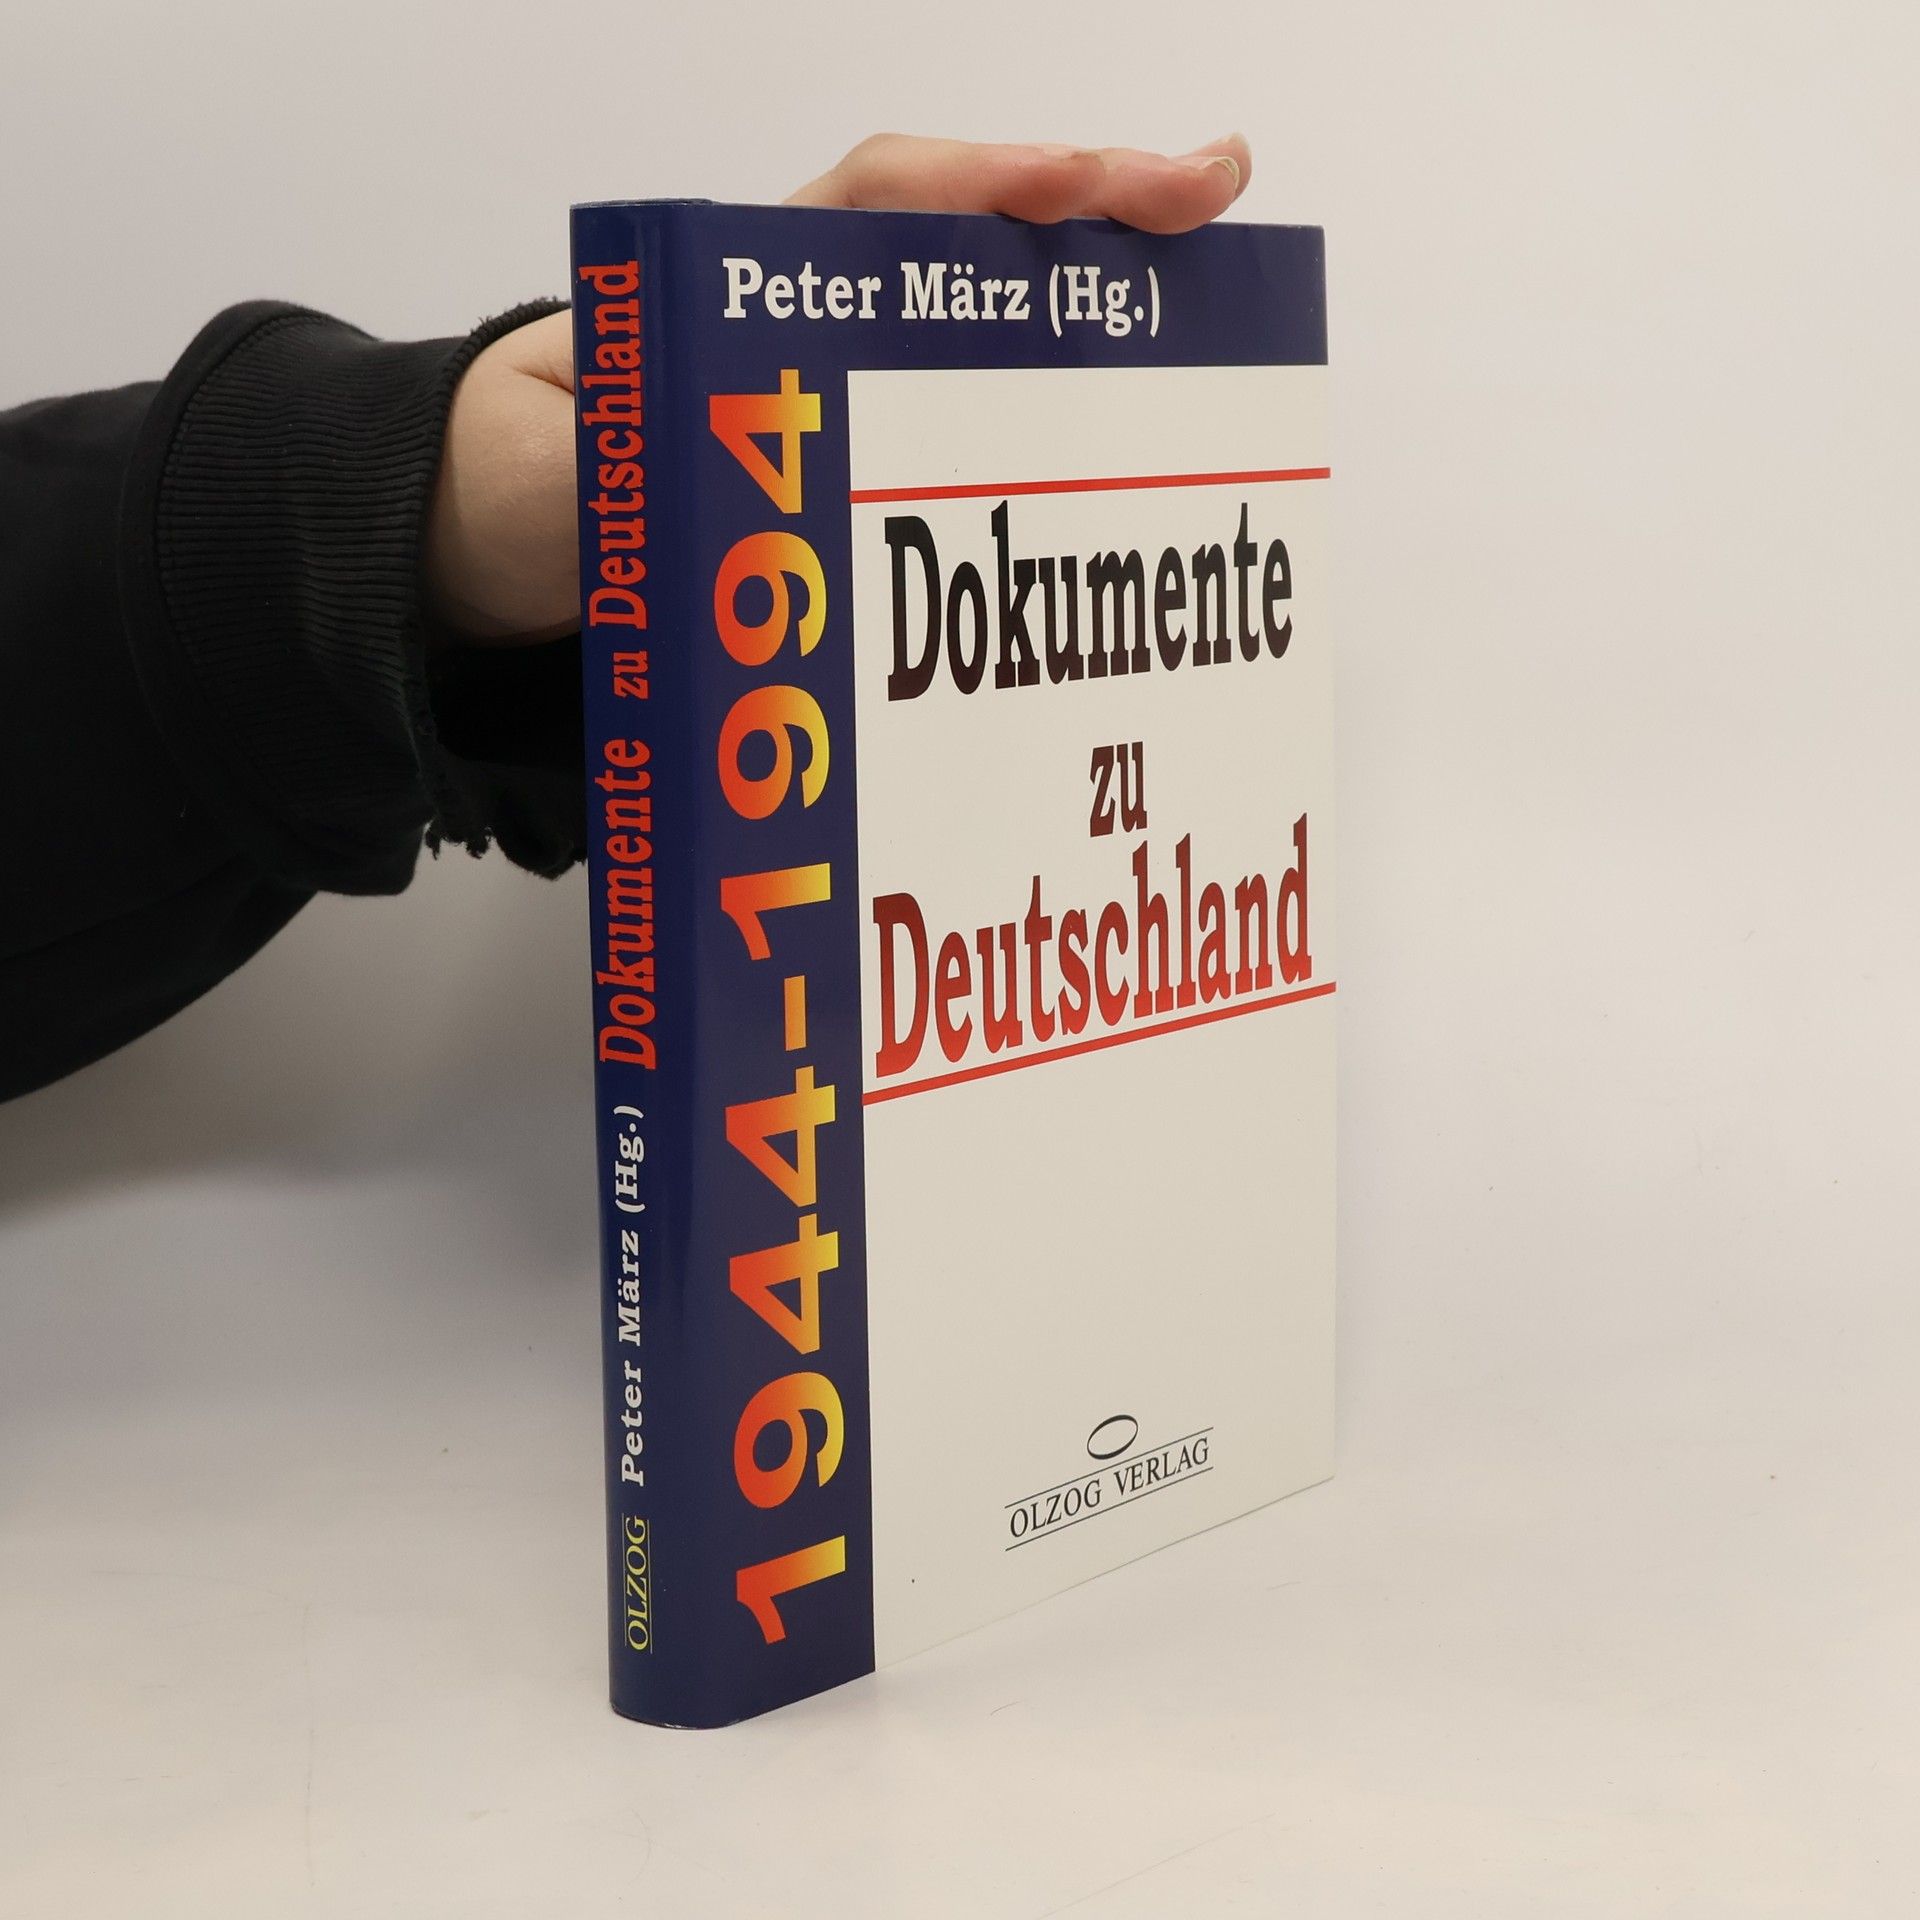 Peter März (Hg.)
1944-1994
Dokumente
zu
Deutschland
OLZOG VERLAG
OLZOG Peter März (Hg.) Dokumente zu Deutschland